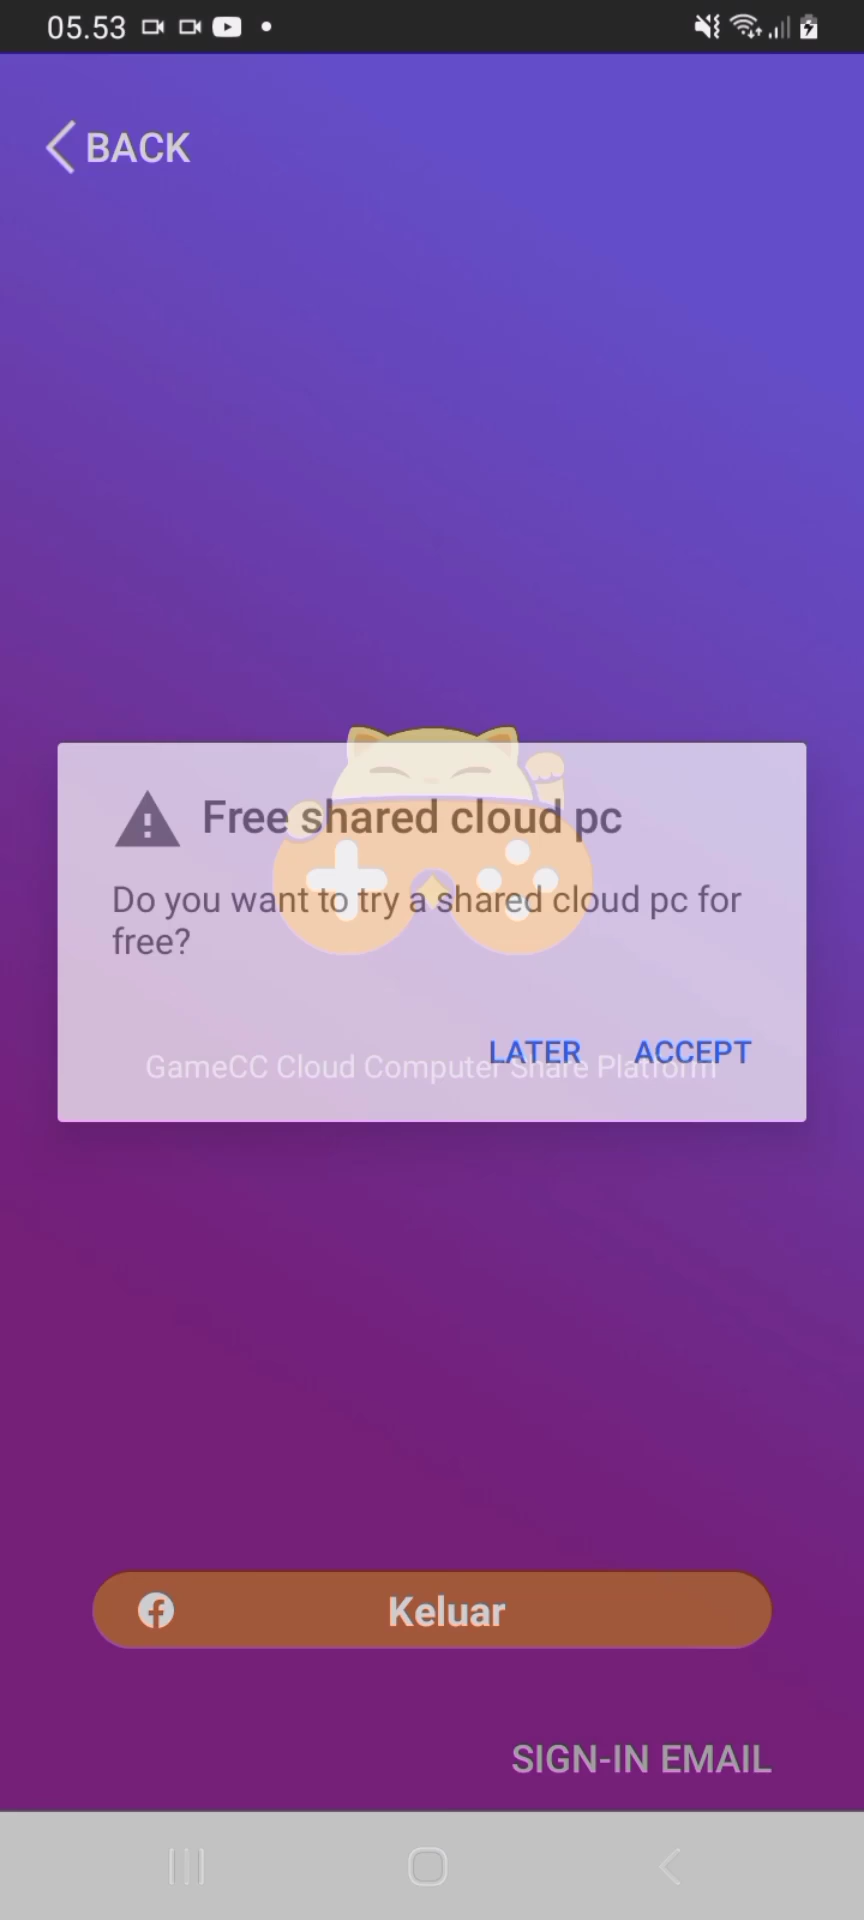 05.53
BACK
Free shared cloud pc
Do you want to try a shared cloud pc for
free?
LATER ACCEPT
GameCC Cloud Computer Share Platform
Keluar
SIGN-IN EMAIL